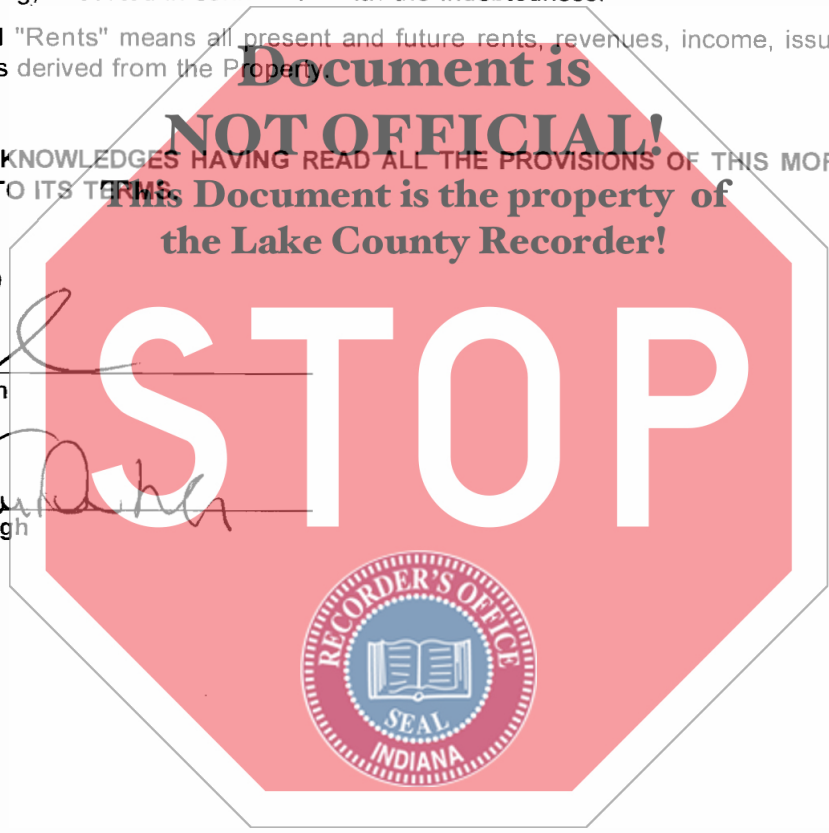 "Rents" means all present and future rents, revenues, income, issu
s derived from the Property.
Document is
NOT OFFICIAL!
KNOWLEDGES HAVING READ ALL THE PROVISIONS OF THIS MOR
O ITS TERMS.
This Document is the property of
the Lake County Recorder!
STOP
gh
RECORDER'S OFFICE
SEAL
INDIANA